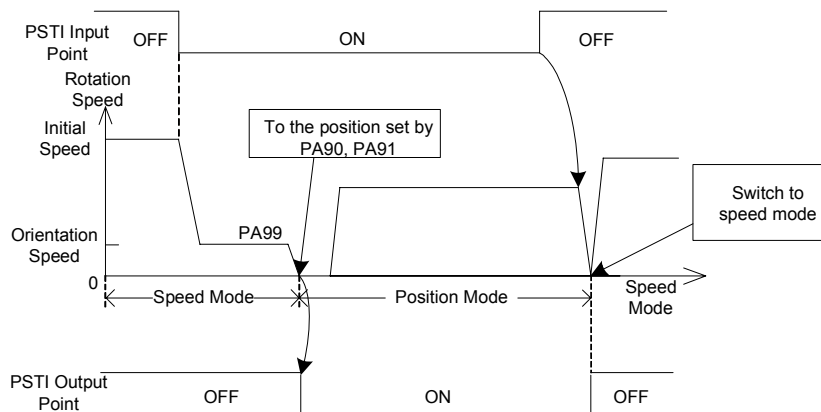 PSTI Input
Point
OFF
ON
OFF
Rotation
Speed
Initial
Speed
To the position set by
PA90, PA91
Switch to
speed mode
PA99
Orientation
Speed
0
Speed Mode
Position Mode
Speed
Mode
PSTI Output
Point
OFF
ON
OFF